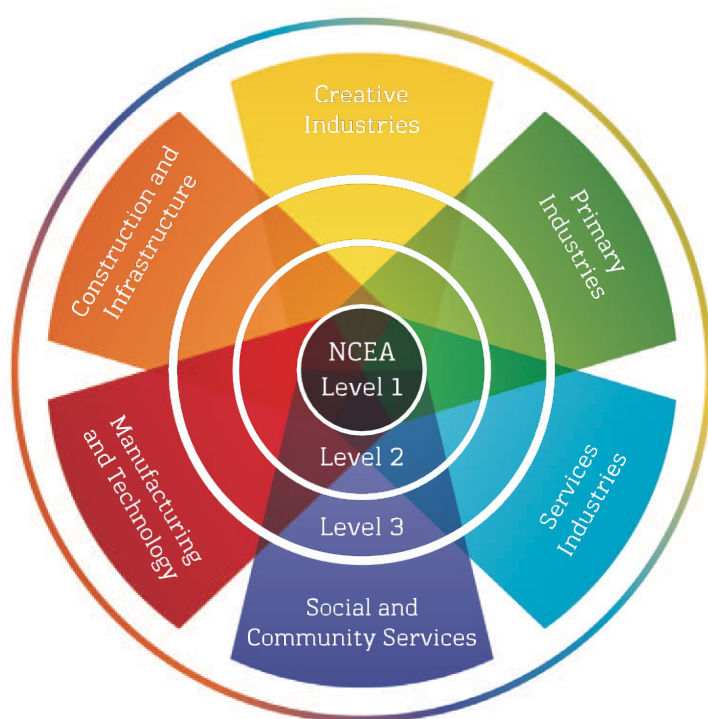 Creative
Industries
Primary
Industries
Services
Industries
Social and
Community Services
Manufacturing
and Technology
Construction and
Infrastructure
NCEA
Level 1
Level 2
Level 3